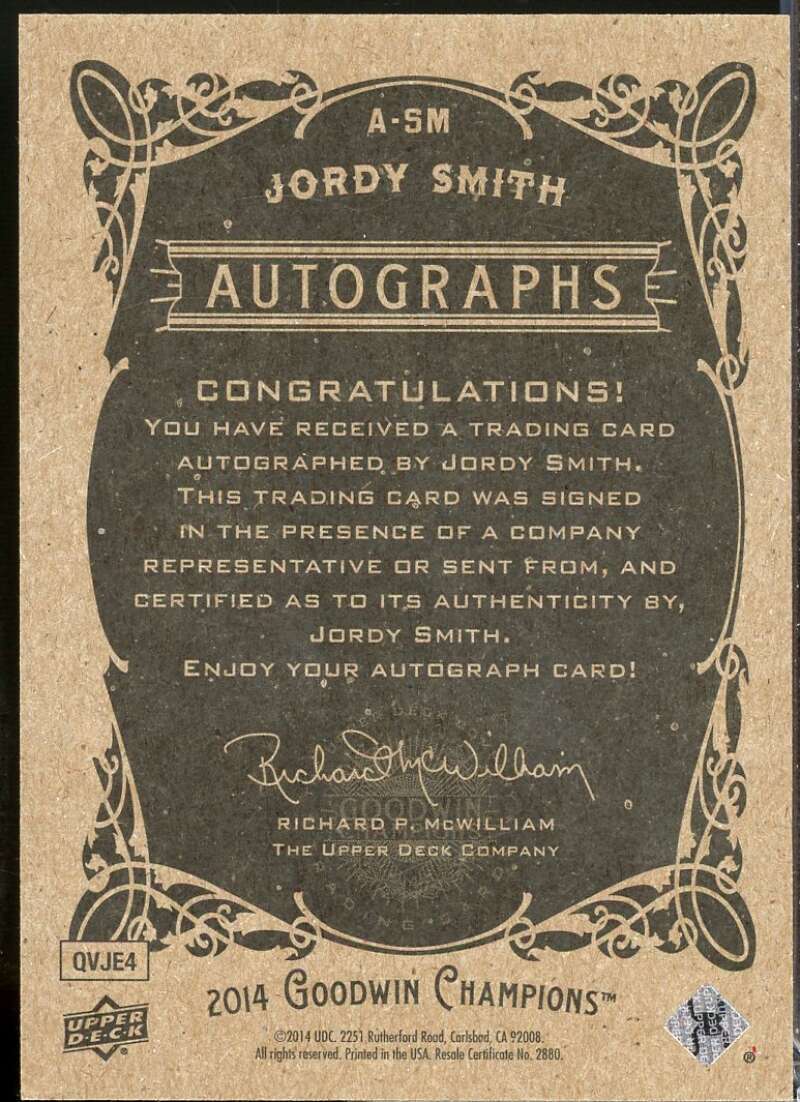 A-SM
JORDY SMITH
AUTOGRAPHS
CONGRATULATIONS!
YOU HAVE RECEIVED A TRADING CARD
AUTOGRAPHED BY JORDY SMITH.
THIS TRADING CARD WAS SIGNED
IN THE PRESENCE OF A COMPANY
REPRESENTATIVE OR SENT FROM, AND
CERTIFIED AS TO ITS AUTHENTICITY BY,
JORDY SMITH.
ENJOY YOUR AUTOGRAPH CARD!
Richard McWilliam
GOODWIN
RICHARD P. MCWILLIAM
THE UPPER DECK COMPANY
QVJE4
2014 GOODWIN CHAMPIONS™
UPPER
D·E·C·K®
©2014 UDC. 2251 Rutherford Road, Carlsbad, CA 92008.
All rights reserved. Printed in the USA. Resale Certificate No. 2880.